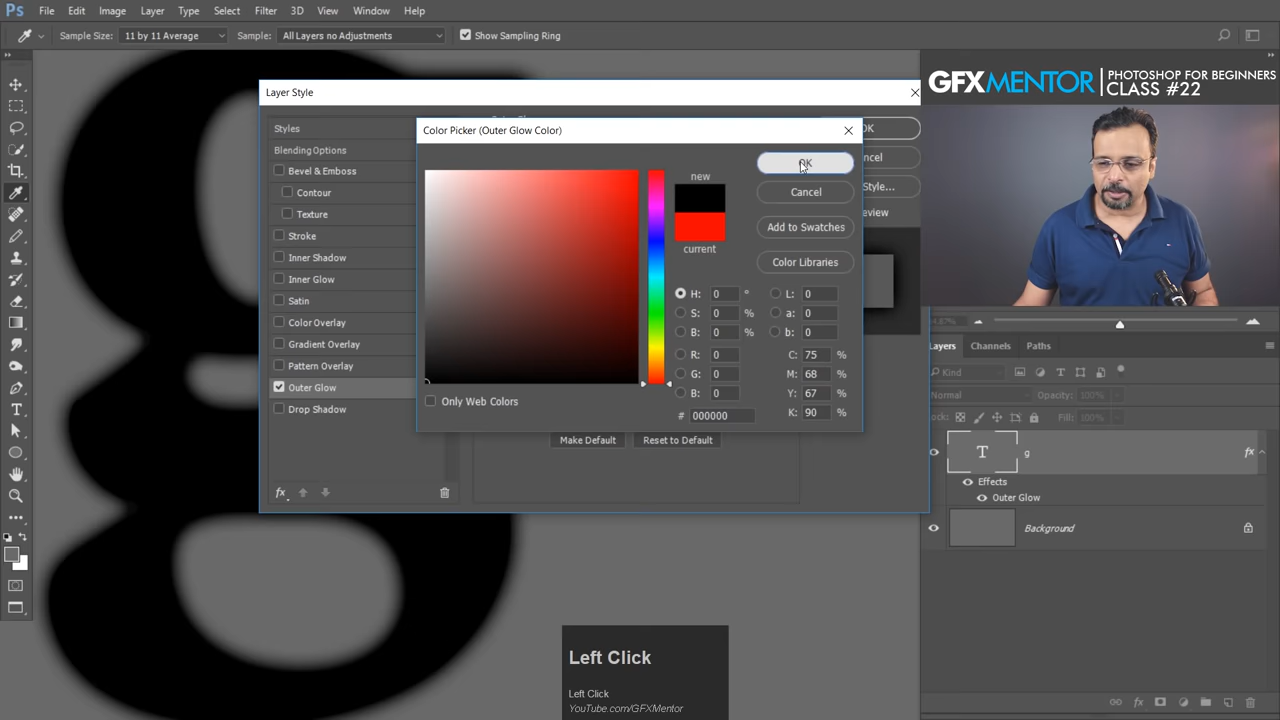 Ps File Edit Image Layer Type Select Filter 3D View Window Help
Sample Size: 11 by 11 Average Sample: All Layers no Adjustments Show Sampling Ring
GFXMENTOR PHOTOSHOP FOR BEGINNERS
CLASS #22
Layer Style
Styles
Blending Options
Bevel & Emboss
Contour
Texture
Stroke
Inner Shadow
Inner Glow
Satin
Color Overlay
Gradient Overlay
Pattern Overlay
Outer Glow
Drop Shadow
fx
Color Picker (Outer Glow Color)
new
current
OK
Cancel
Add to Swatches
Color Libraries
H: 0 °
S: 0 %
B: 0 %
R: 0
G: 0
B: 0
# 000000
L: 0
a: 0
b: 0
C: 75 %
M: 68 %
Y: 67 %
K: 90 %
Only Web Colors
Make Default Reset to Default
OK
ncel
Style...
eview
Layers Channels Paths
Kind
Normal Opacity: 100%
ock: Fill: 100%
T g fx
Effects
Outer Glow
Background
g
Left Click
Left Click
YouTube.com/GFXMentor